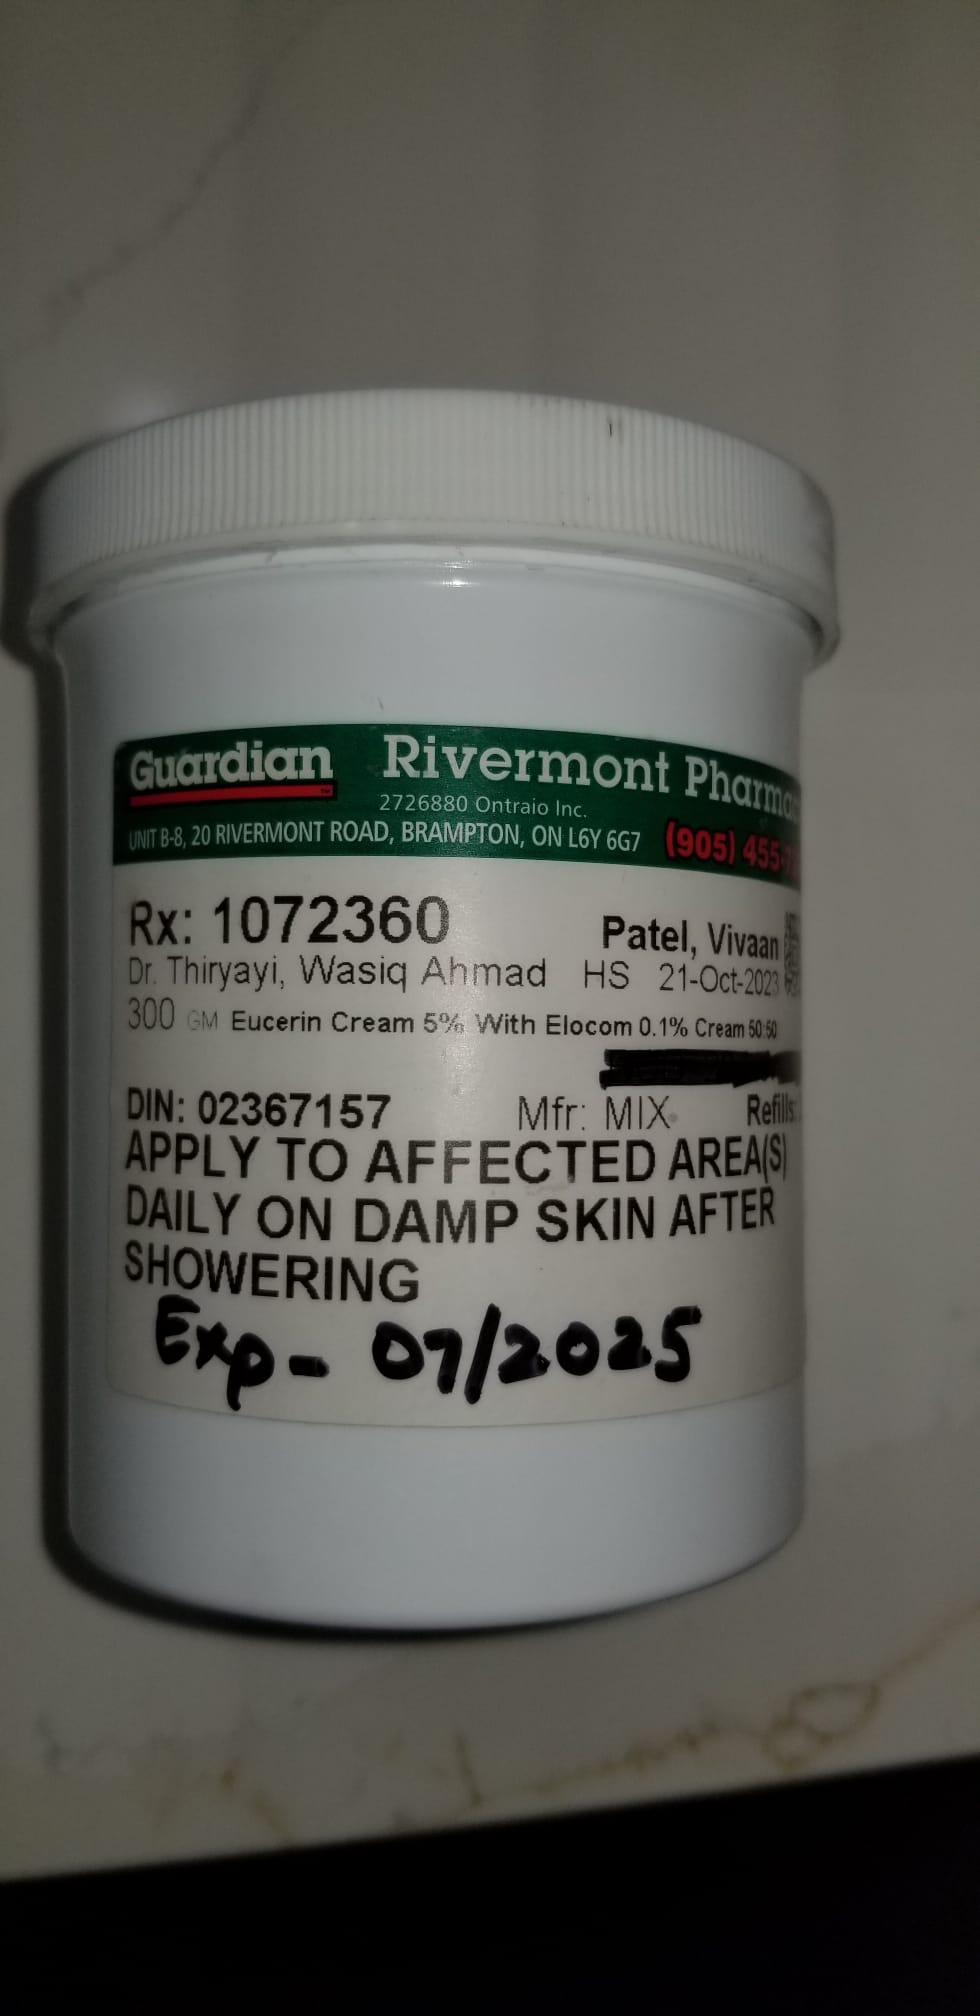 Guardian Rivermont
2726880 Ontraio Inc.
UNIT B-8, 20 RIVERMONT ROAD, BRAMPTON, ON L6Y 6G7 (905) 455
Rx: 1072360 Patel, Vivaan
Dr. Thiryayi, Wasiq Ahmad HS 21-Oct-2023
300 GM Eucerin Cream 5% With Elocom 0.1% Cream 50:50
DIN: 02367157 Mfr: MIX Refills:
APPLY TO AFFECTED AREA(S)
DAILY ON DAMP SKIN AFTER
SHOWERING
Exp- 07/2025